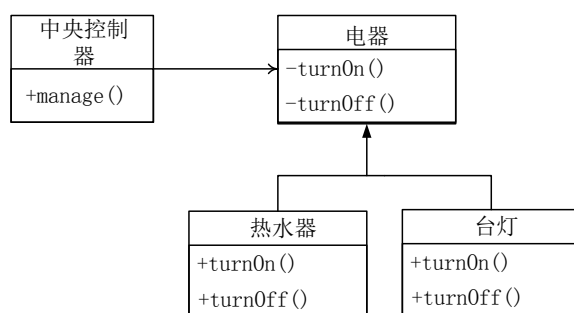 中央控制
器
+manage()
电器
-turnOn()
-turnOff()
热水器
+turnOn()
+turnOff()
台灯
+turnOn()
+turnOff()